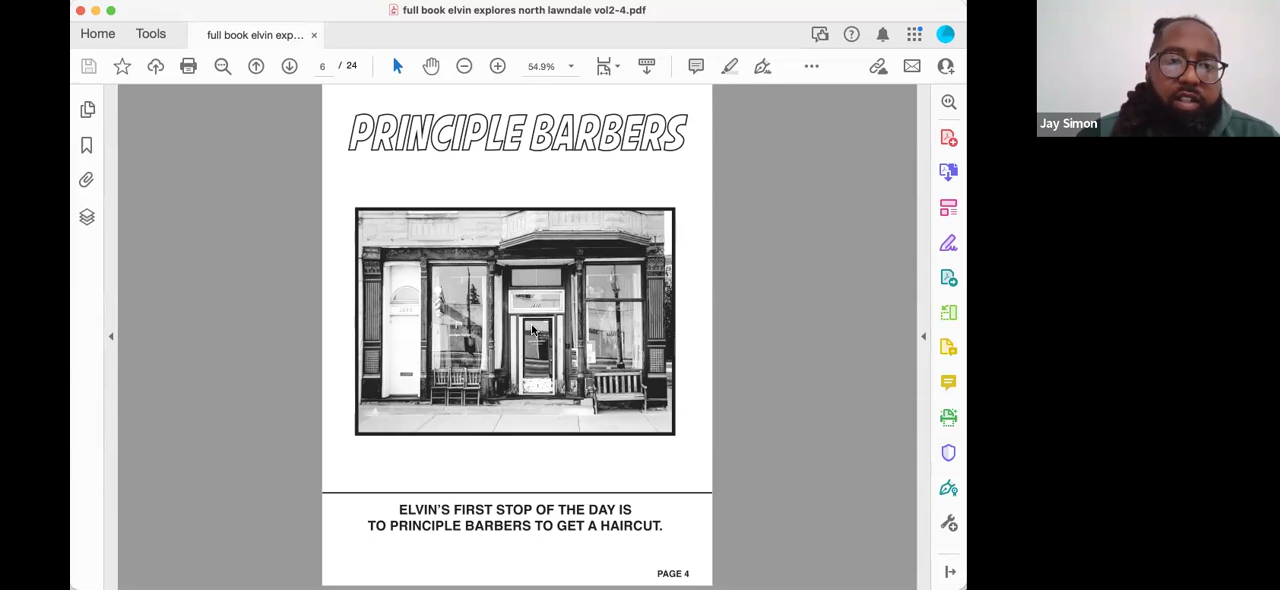 full book elvin explores north lawndale vol2-4.pdf
Home
Tools
full book elvin exp...
6 / 24
54.9%
Jay Simon
PRINCIPLE BARBERS
ELVIN'S FIRST STOP OF THE DAY IS
TO PRINCIPLE BARBERS TO GET A HAIRCUT.
PAGE 4